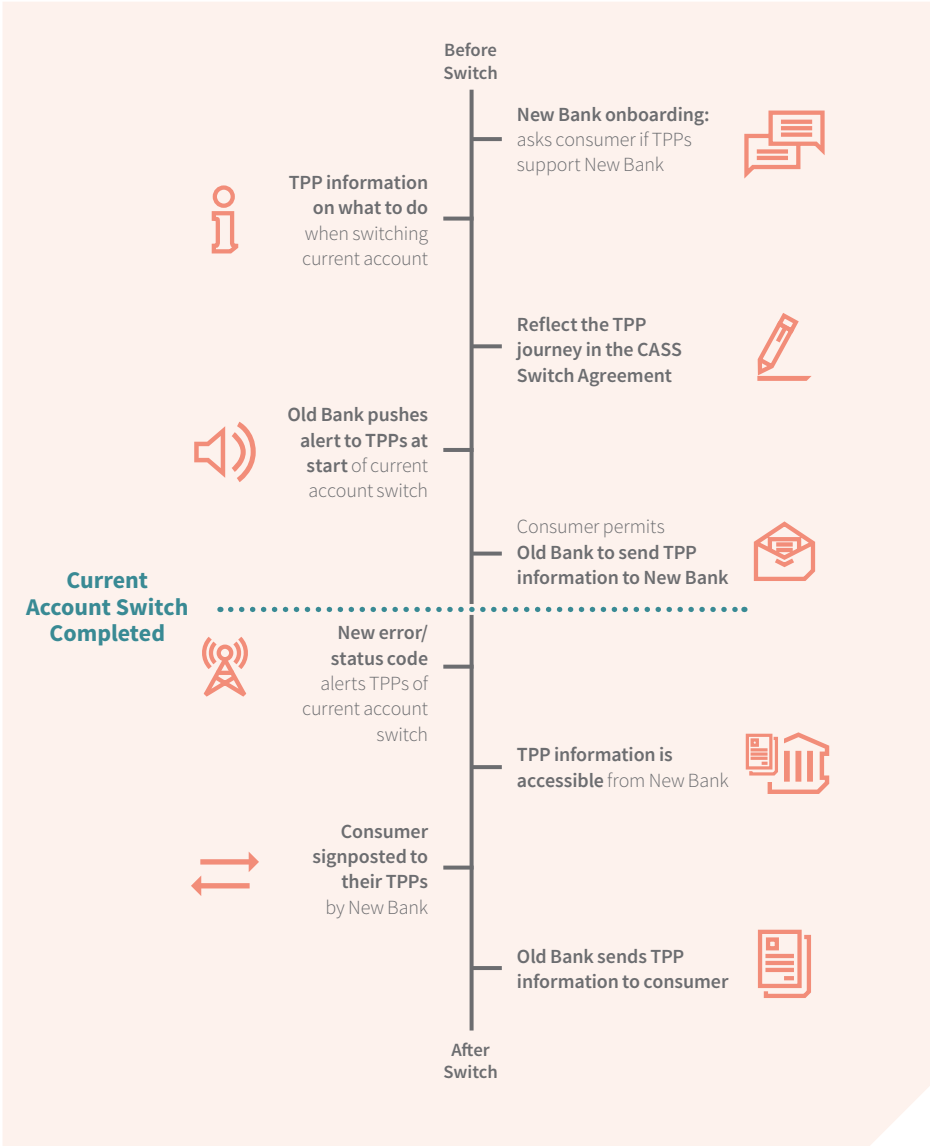 Before
Switch
New Bank onboarding:
asks consumer if TPPs
support New Bank
TPP information
on what to do
when switching
current account
Reflect the TPP
journey in the CASS
Switch Agreement
Old Bank pushes
alert to TPPs at
start of current
account switch
Consumer permits
Old Bank to send TPP
information to New Bank
Current
Account Switch
Completed
New error/
status code
alerts TPPs of
current account
switch
TPP information is
accessible from New Bank
Consumer
signposted to
their TPPs
by New Bank
Old Bank sends TPP
information to consumer
After
Switch